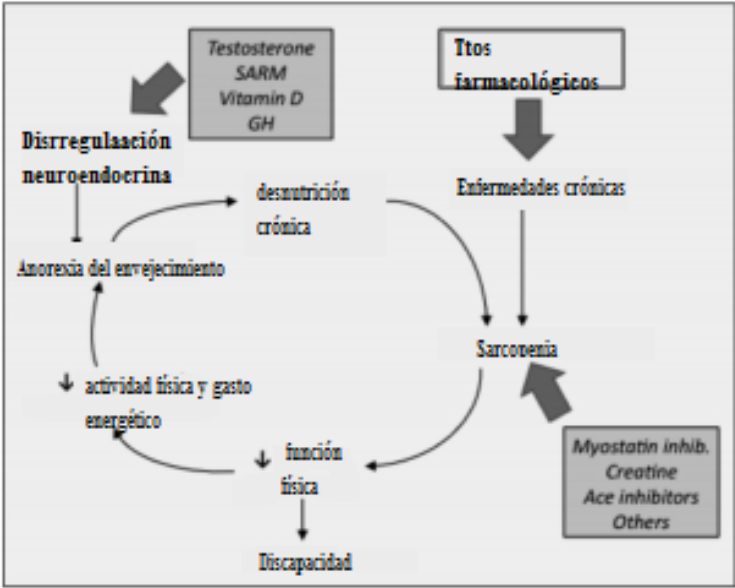 Testosterone
SARM
Vitamin D
GH
Ttos
farmacológicos
Disrregulaación
neuroendocrina
desnutrición
crónica
Enfermedades crónicas
Anorexia del envejecimiento
Sarcopenia
actividad física y gasto
energético
función
física
Myostatin inhib.
Creatine
Ace inhibitors
Others
Discapacidad